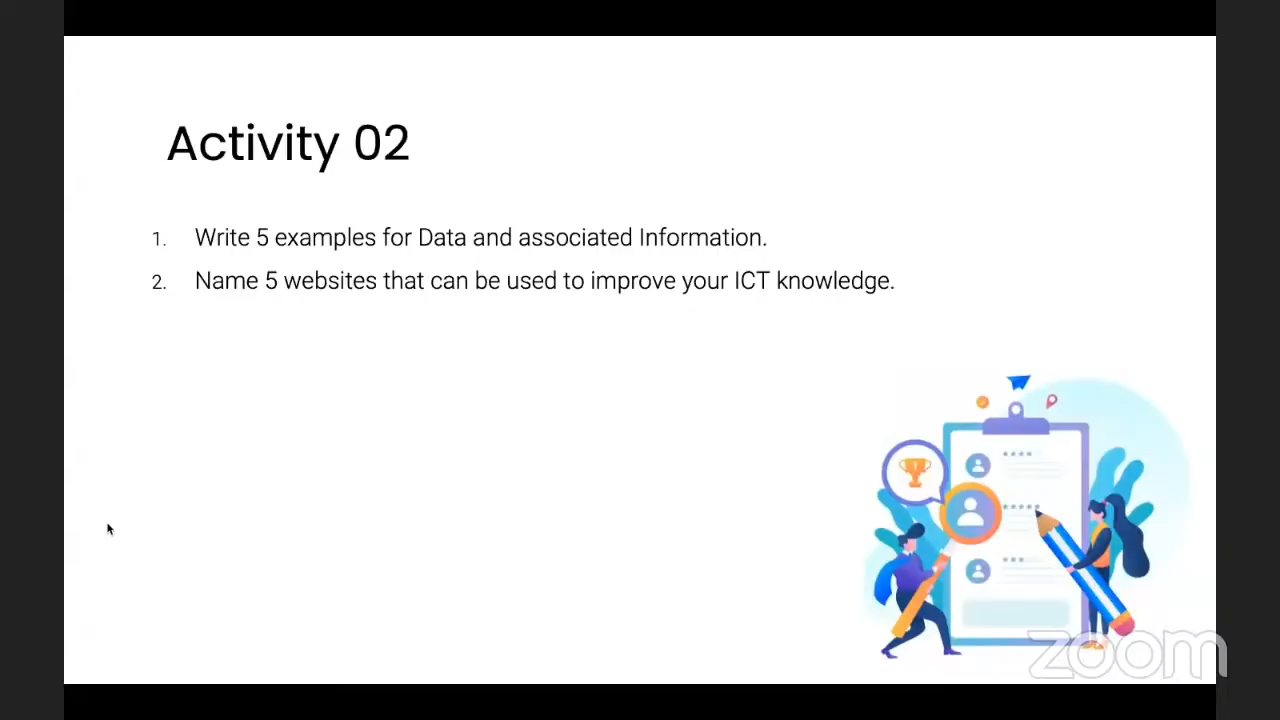 Activity 02
1. Write 5 examples for Data and associated Information.
2. Name 5 websites that can be used to improve your ICT knowledge.
zoom